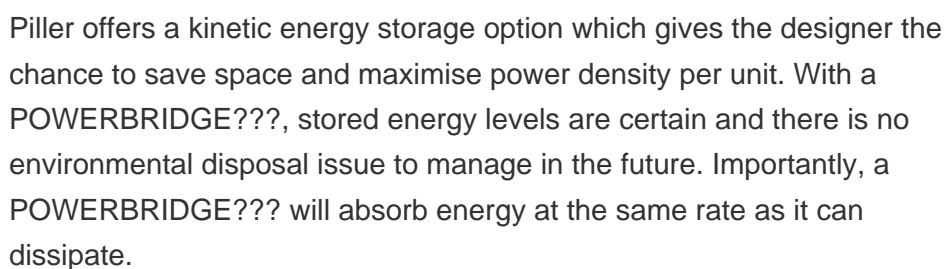 Piller offers a kinetic energy storage option which gives the designer the
chance to save space and maximise power density per unit. With a
POWERBRIDGE???, stored energy levels are certain and there is no
environmental disposal issue to manage in the future. Importantly, a
POWERBRIDGE??? will absorb energy at the same rate as it can
dissipate.